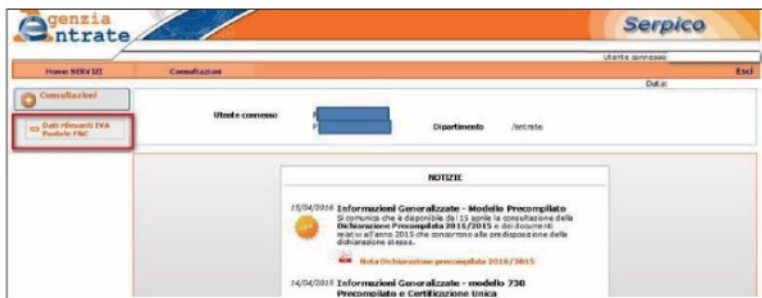 Agenzia
Entrate
Serpico
Utente connesso
Home SERVIZI Consultazioni Esci
Data:
Consultazioni
Dati rilevanti IVA
Portale F&C
Utente connesso
Dipartimento /entrate
NOTIZIE
15/04/2016 Informazioni Generalizzate - Modello Precompilato
Si comunica che è disponibile dal 15 aprile la consultazione della
Dichiarazione Precompilata 2016/2015 e dei documenti
relativi all'anno 2015 che concorrono alla predisposizione della
dichiarazione stessa.
Nota Dichiarazione precompilata 2016/2015
14/04/2015 Informazioni Generalizzate - modello 730
Precompilato e Certificazione Unica